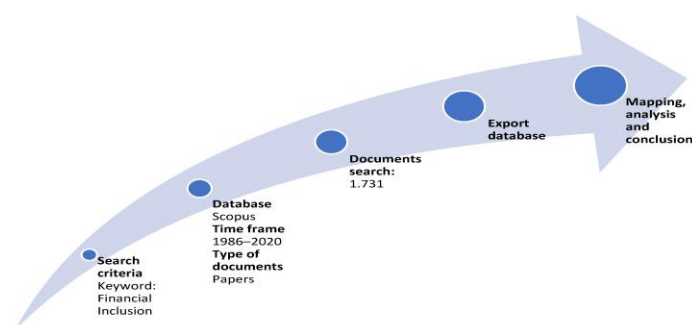 Search
criteria
Keyword:
Financial
Inclusion
Database
Scopus
Time frame
1986–2020
Type of
documents
Papers
Documents
search:
1.731
Export
database
Mapping,
analysis
and
conclusion